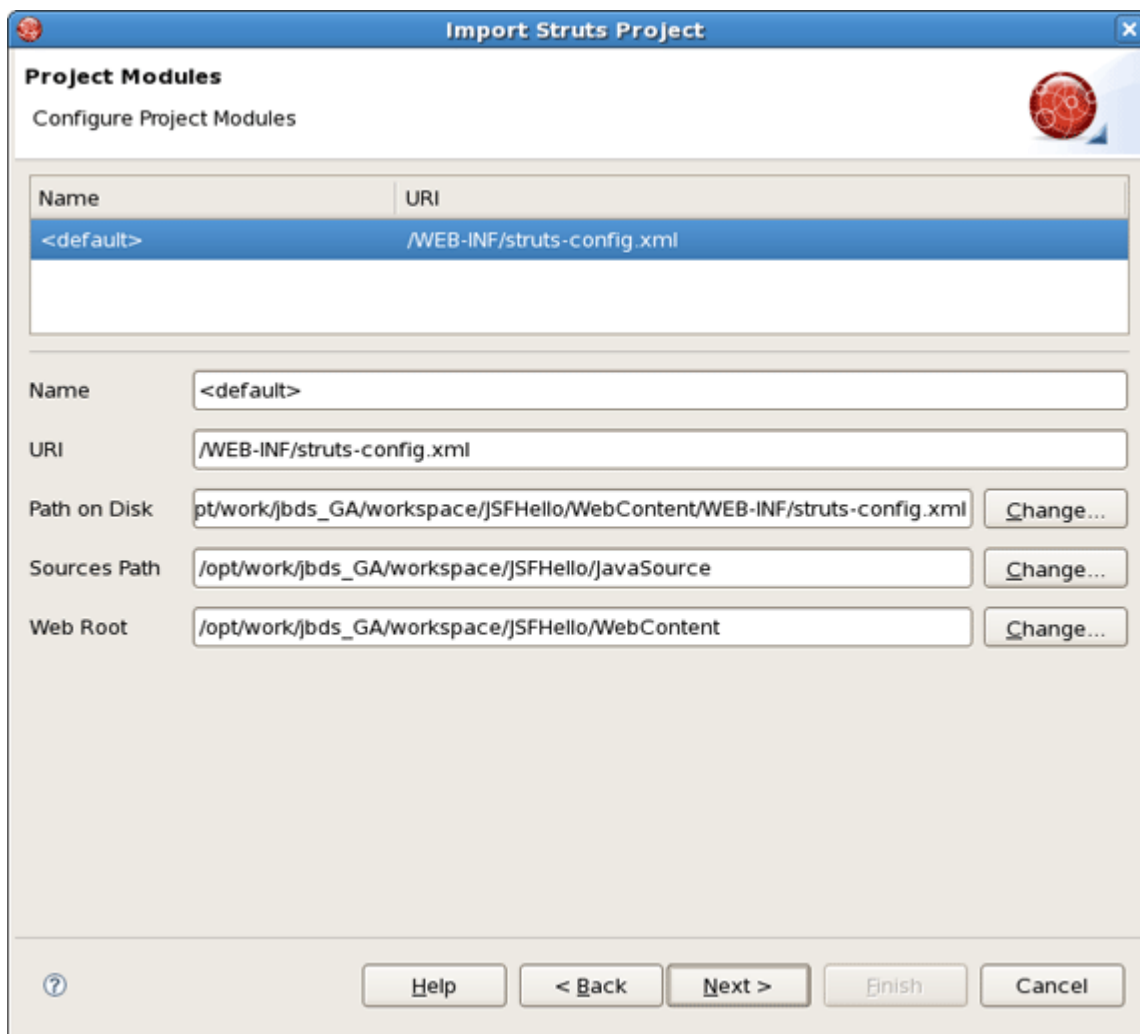 Import Struts Project
Project Modules
Configure Project Modules
Name URI
<default> /WEB-INF/struts-config.xml
Name <default>
URI /WEB-INF/struts-config.xml
Path on Disk pt/work/jbds_GA/workspace/JSFHello/WebContent/WEB-INF/struts-config.xml Change...
Sources Path /opt/work/jbds_GA/workspace/JSFHello/JavaSource Change...
Web Root /opt/work/jbds_GA/workspace/JSFHello/WebContent Change...
? Help < Back Next > Finish Cancel